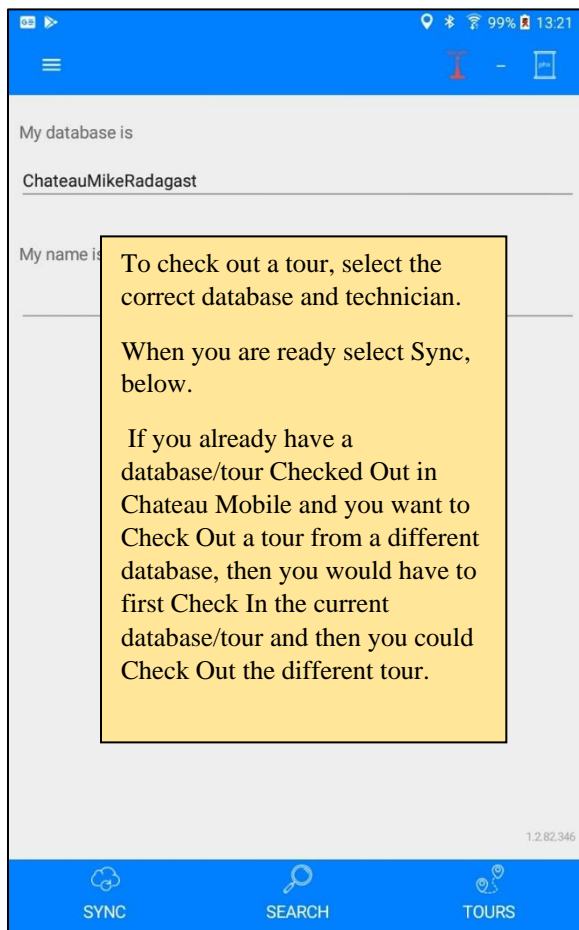 99% 13:21
My database is
ChateauMikeRadagast
My name is
To check out a tour, select the
correct database and technician.
When you are ready select Sync,
below.
If you already have a
database/tour Checked Out in
Chateau Mobile and you want to
Check Out a tour from a different
database, then you would have to
first Check In the current
database/tour and then you could
Check Out the different tour.
1.2.82.346
SYNC SEARCH TOURS